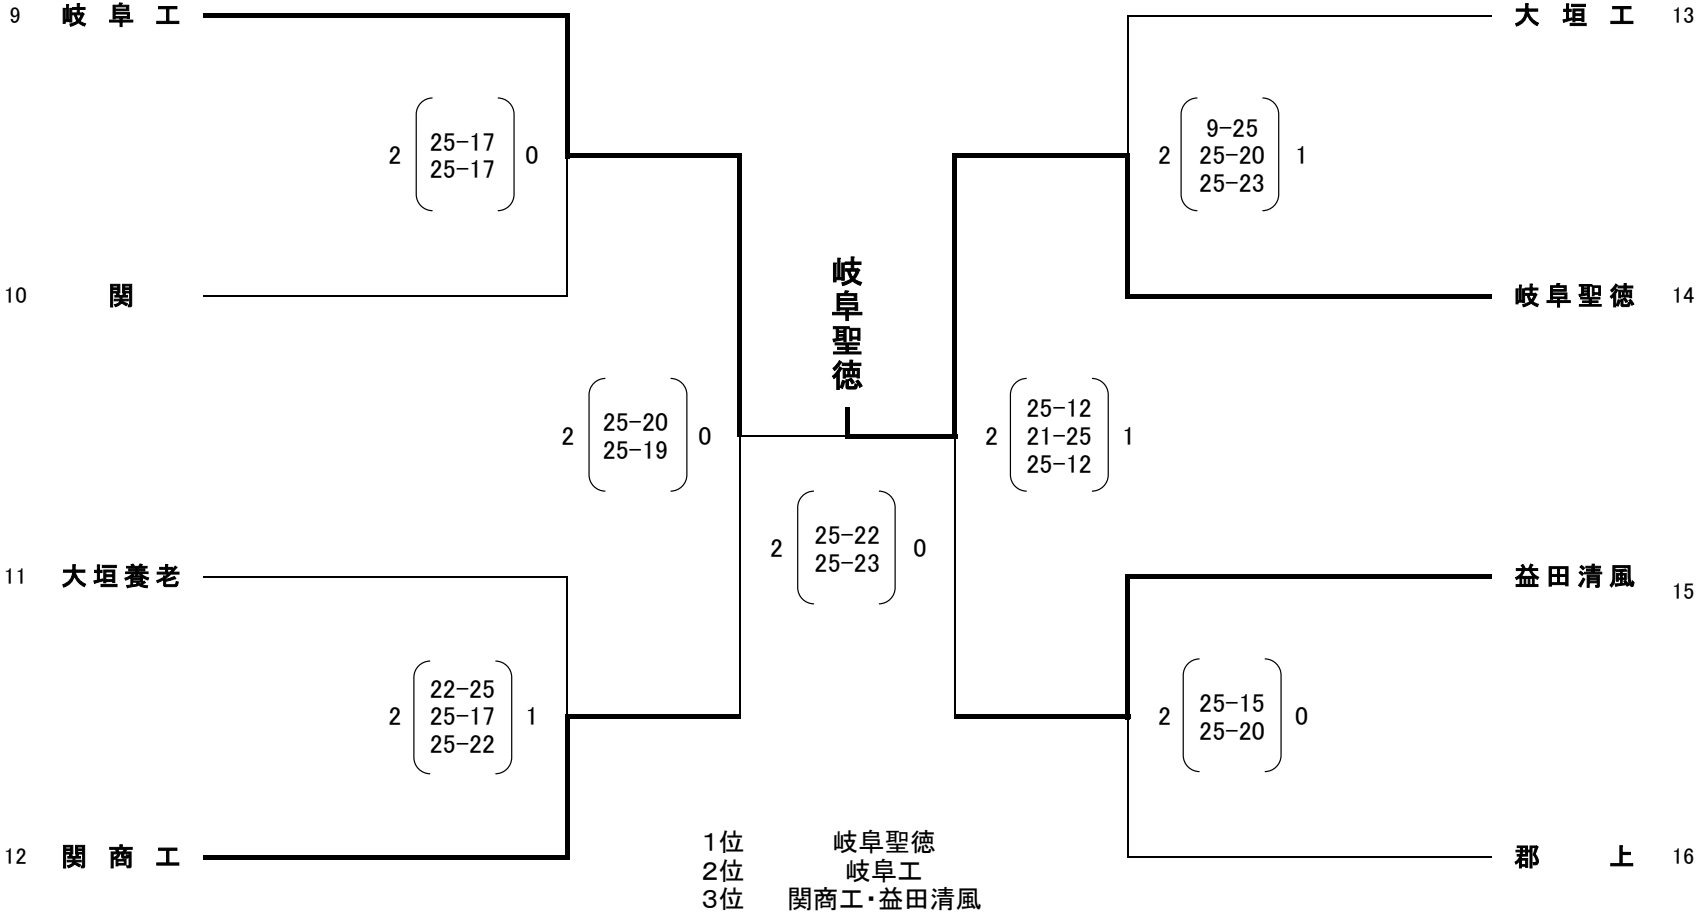 9 岐阜工
大垣工 13
2 25-17 0
25-17
9-25
2 25-20 1
25-23
10 関
岐阜聖徳
岐阜聖徳 14
2 25-20 0
25-19
25-12
2 21-25 1
25-12
2 25-22 0
25-23
11 大垣養老
益田清風 15
22-25
2 25-17 1
25-22
2 25-15 0
25-20
12 関商工
郡上 16
1位 岐阜聖徳
2位 岐阜工
3位 関商工・益田清風